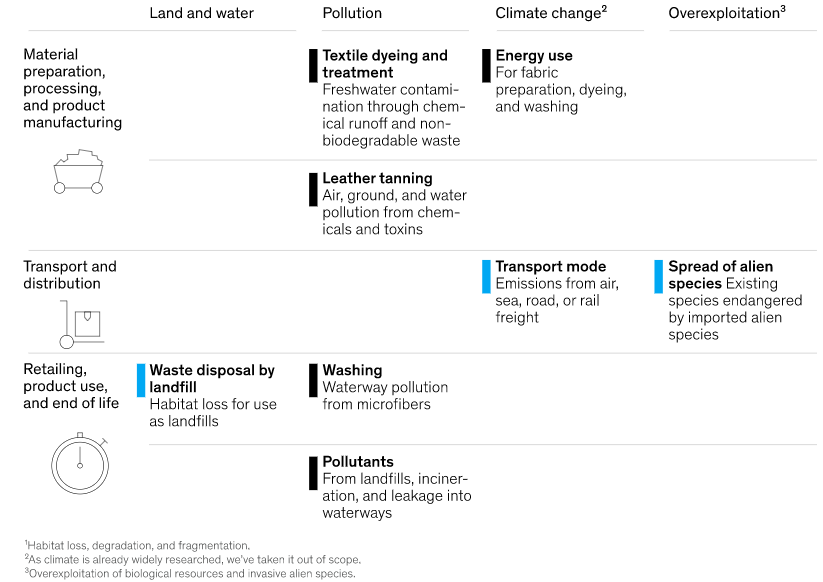 Land and water
Pollution
Climate change²
Overexploitation³
Material
preparation,
processing,
and product
manufacturing
Textile dyeing and
treatment
Freshwater contami-
nation through chem-
ical runoff and non-
biodegradable waste
Energy use
For fabric
preparation, dyeing,
and washing
Leather tanning
Air, ground, and water
pollution from chem-
icals and toxins
Transport and
distribution
Transport mode
Emissions from air,
sea, road, or rail
freight
Spread of alien
species Existing
species endangered
by imported alien
species
Retailing,
product use,
and end of life
Waste disposal by
landfill
Habitat loss for use
as landfills
Washing
Waterway pollution
from microfibers
Pollutants
From landfills, inciner-
ation, and leakage into
waterways
¹Habitat loss, degradation, and fragmentation.
²As climate is already widely researched, we've taken it out of scope.
³Overexploitation of biological resources and invasive alien species.